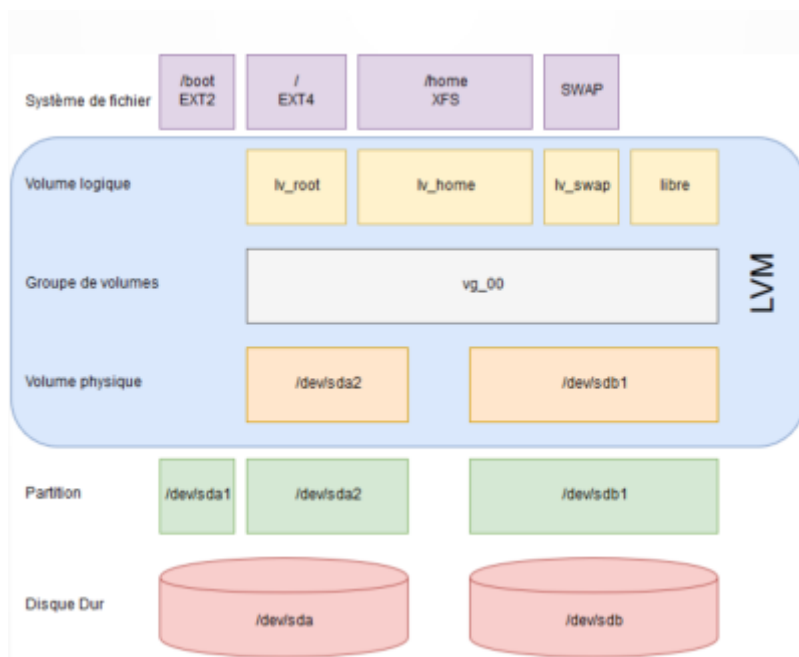 /boot
EXT2
/
EXT4
/home
XFS
SWAP
Système de fichier
Volume logique
lv_root
lv_home
lv_swap
libre
Groupe de volumes
vg_00
LVM
Volume physique
/dev/sda2
/dev/sdb1
Partition
/dev/sda1
/dev/sda2
/dev/sdb1
Disque Dur
/dev/sda
/dev/sdb